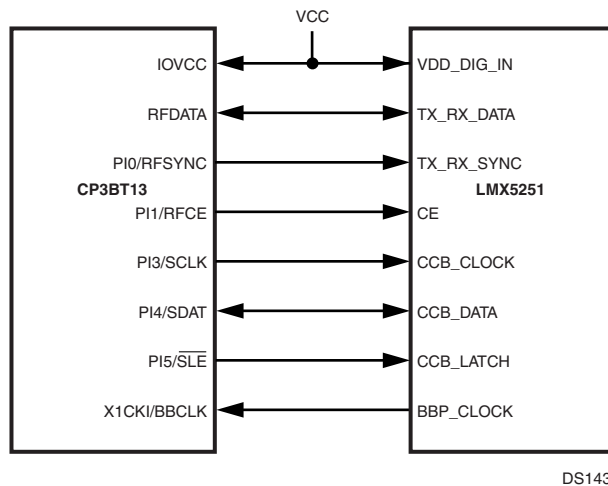 VCC
IOVCC VDD_DIG_IN
RFDATA TX_RX_DATA
PI0/RFSYNC TX_RX_SYNC
CP3BT13 LMX5251
PI1/RFCE CE
PI3/SCLK CCB_CLOCK
PI4/SDAT CCB_DATA
PI5/SLE CCB_LATCH
X1CKI/BBCLK BBP_CLOCK
DS143